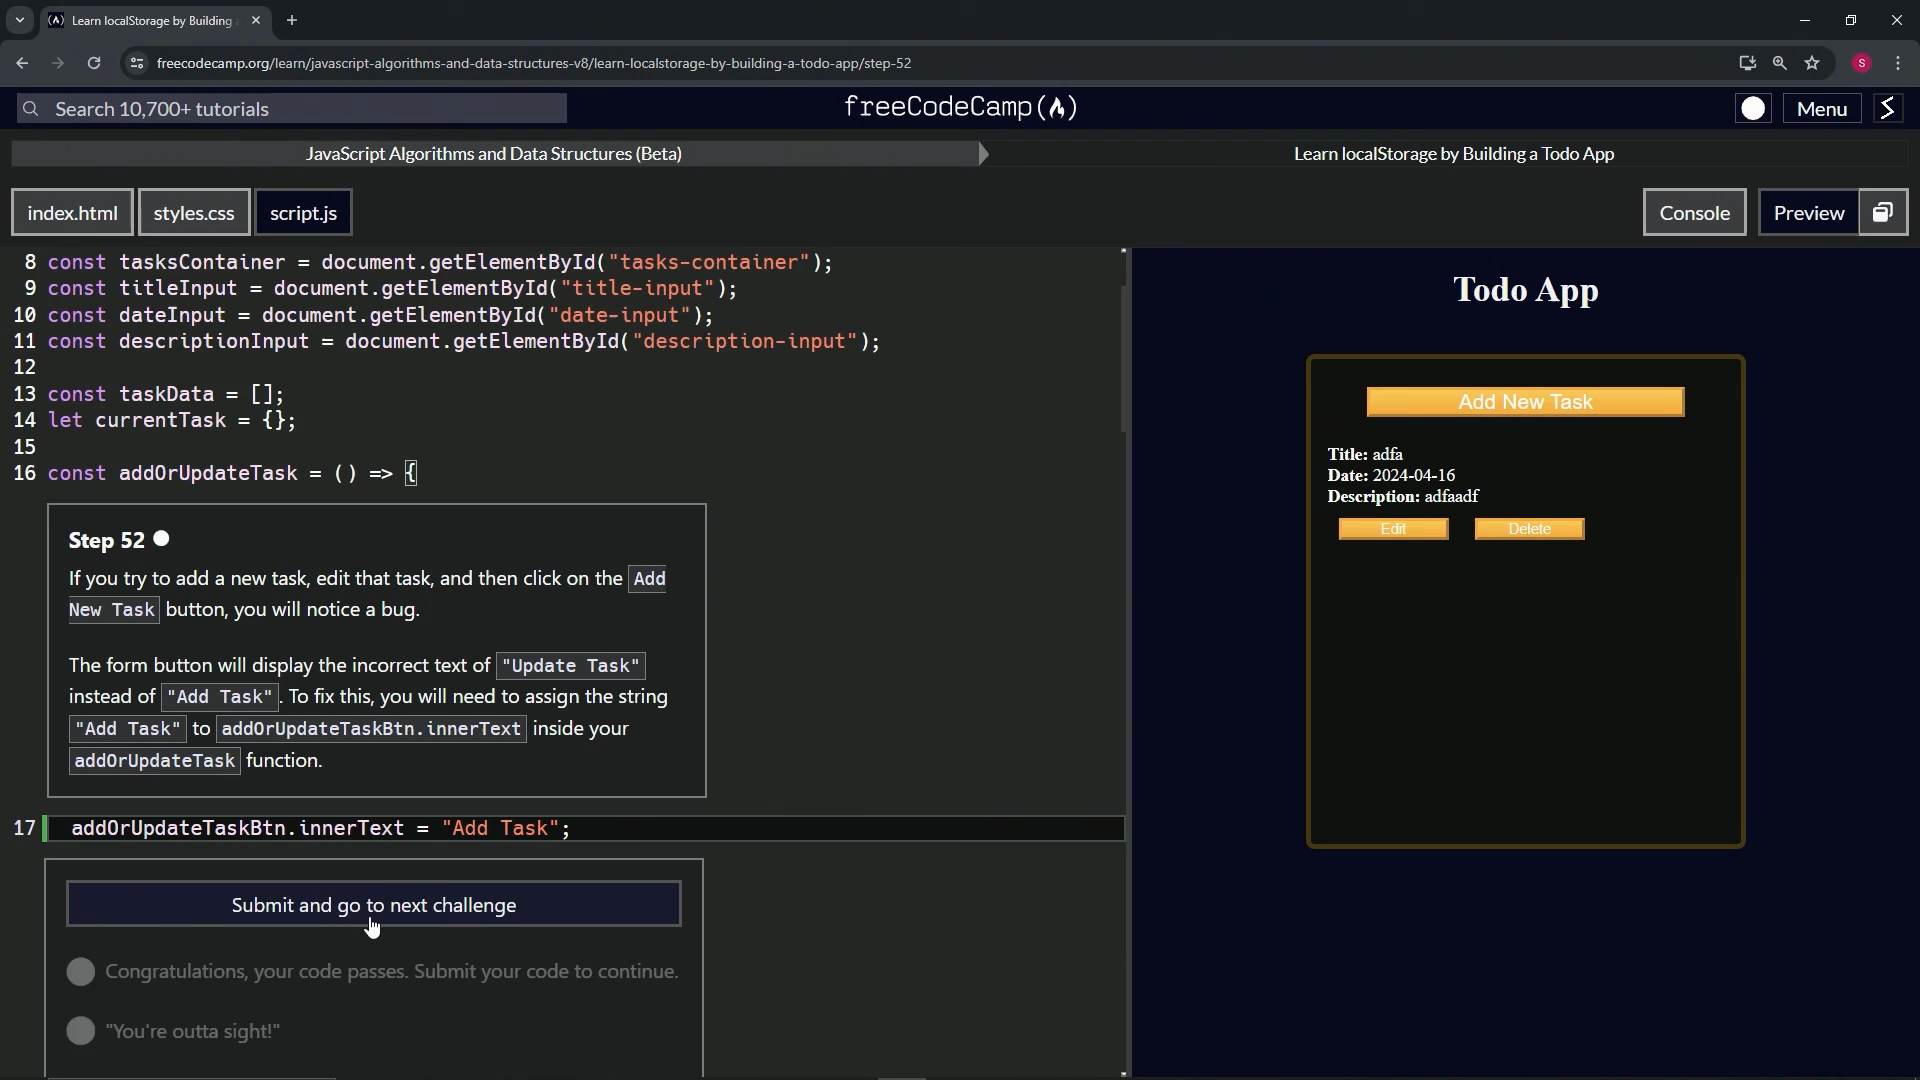 Learn localStorage by Building
freecodecamp.org/learn/javascript-algorithms-and-data-structures-v8/learn-localstorage-by-building-a-todo-app/step-52
S
Search 10,700+ tutorials
freeCodeCamp
Menu
JavaScript Algorithms and Data Structures (Beta)
Learn localStorage by Building a Todo App
index.html
styles.css
script.js
Console
Preview
8 const tasksContainer = document.getElementById("tasks-container");
9 const titleInput = document.getElementById("title-input");
10 const dateInput = document.getElementById("date-input");
11 const descriptionInput = document.getElementById("description-input");
12
13 const taskData = [];
14 let currentTask = {};
15
16 const addOrUpdateTask = () => {
Step 52
If you try to add a new task, edit that task, and then click on the Add
New Task button, you will notice a bug.
The form button will display the incorrect text of "Update Task"
instead of "Add Task". To fix this, you will need to assign the string
"Add Task" to addOrUpdateTaskBtn.innerText inside your
addOrUpdateTask function.
17 addOrUpdateTaskBtn.innerText = "Add Task";
Submit and go to next challenge
Congratulations, your code passes. Submit your code to continue.
"You're outta sight!"
Todo App
Add New Task
Title: adfa
Date: 2024-04-16
Description: adfaadf
Edit
Delete